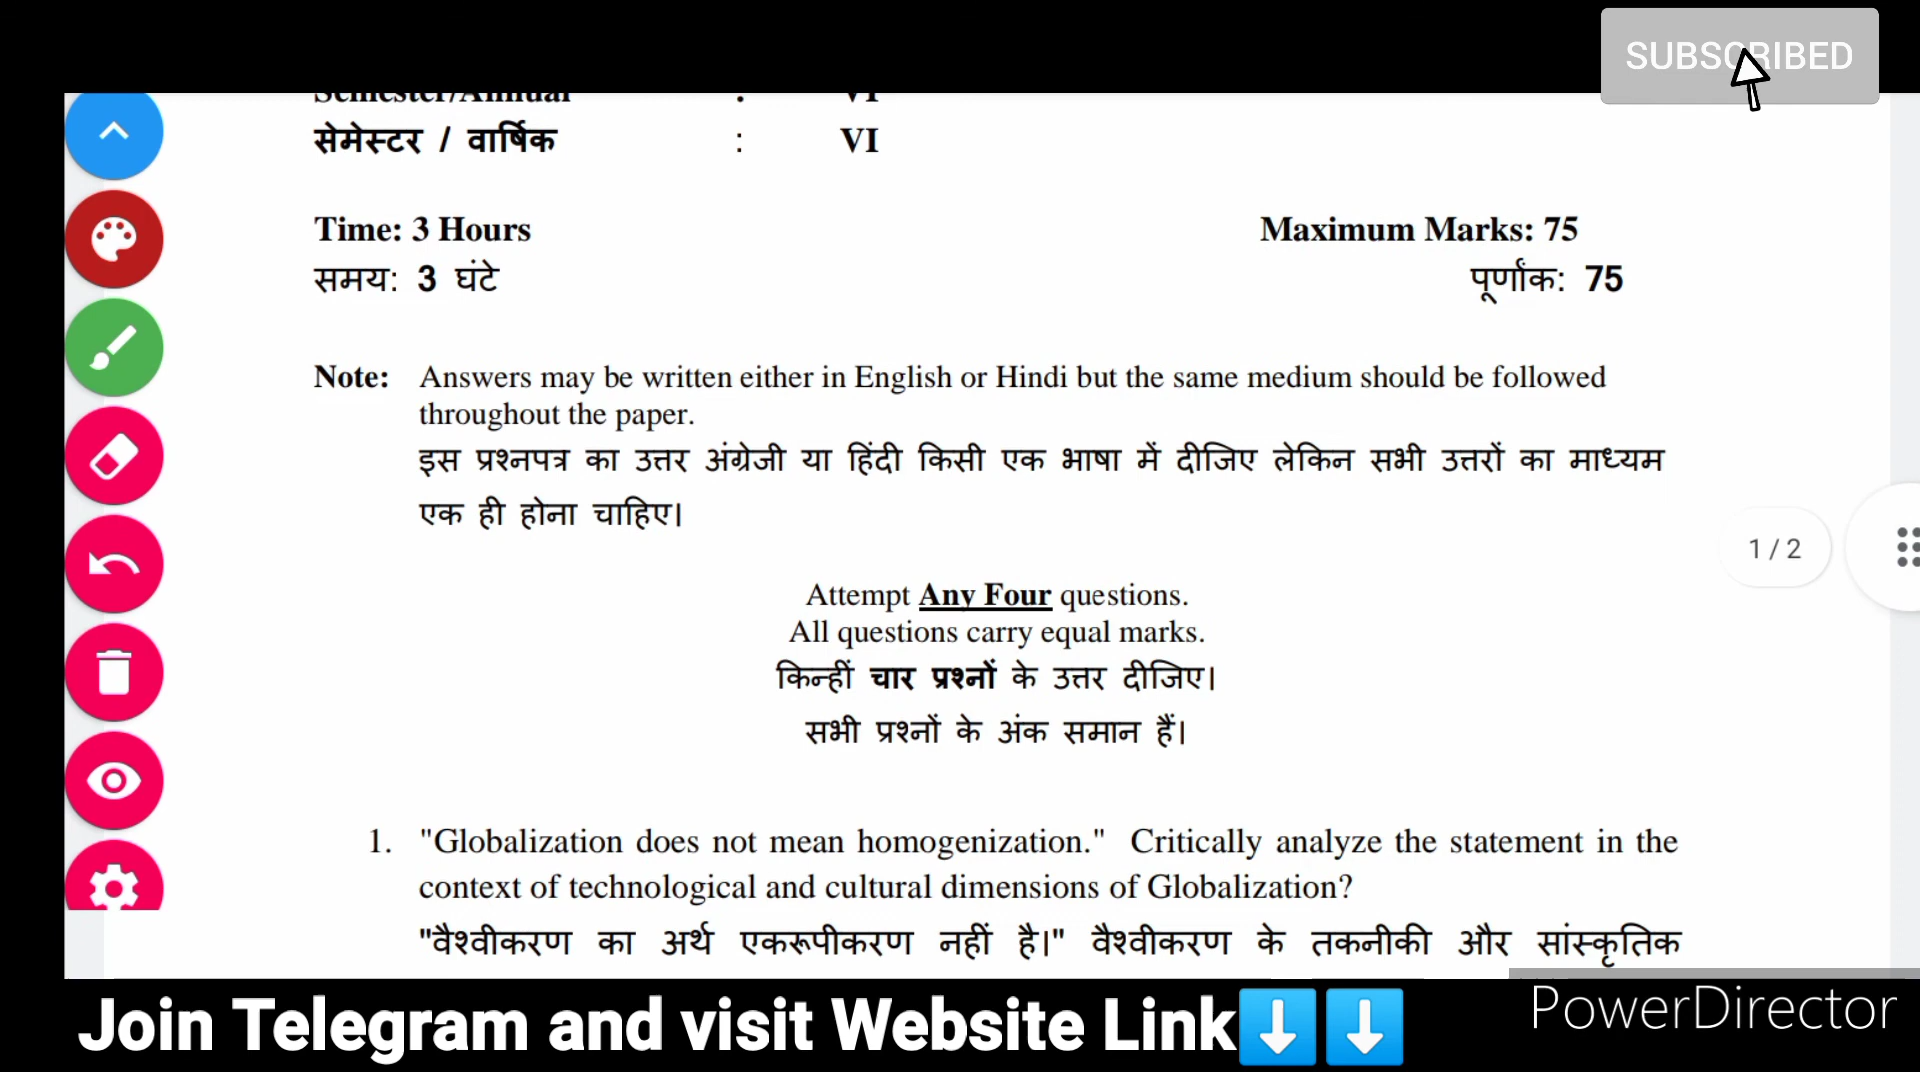 SUBSCRIBED
Semester/Annual : VI
सेमेस्टर / वार्षिक : VI
Time: 3 Hours Maximum Marks: 75
समय: 3 घंटे पूर्णांक: 75
Note: Answers may be written either in English or Hindi but the same medium should be followed
throughout the paper.
इस प्रश्नपत्र का उत्तर अंग्रेजी या हिंदी किसी एक भाषा में दीजिए लेकिन सभी उत्तरों का माध्यम
एक ही होना चाहिए।
1 / 2
Attempt Any Four questions.
All questions carry equal marks.
किन्हीं चार प्रश्नों के उत्तर दीजिए।
सभी प्रश्नों के अंक समान हैं।
1. "Globalization does not mean homogenization." Critically analyze the statement in the
context of technological and cultural dimensions of Globalization?
"वैश्वीकरण का अर्थ एकरूपीकरण नहीं है।" वैश्वीकरण के तकनीकी और सांस्कृतिक
Join Telegram and visit Website Link
PowerDirector